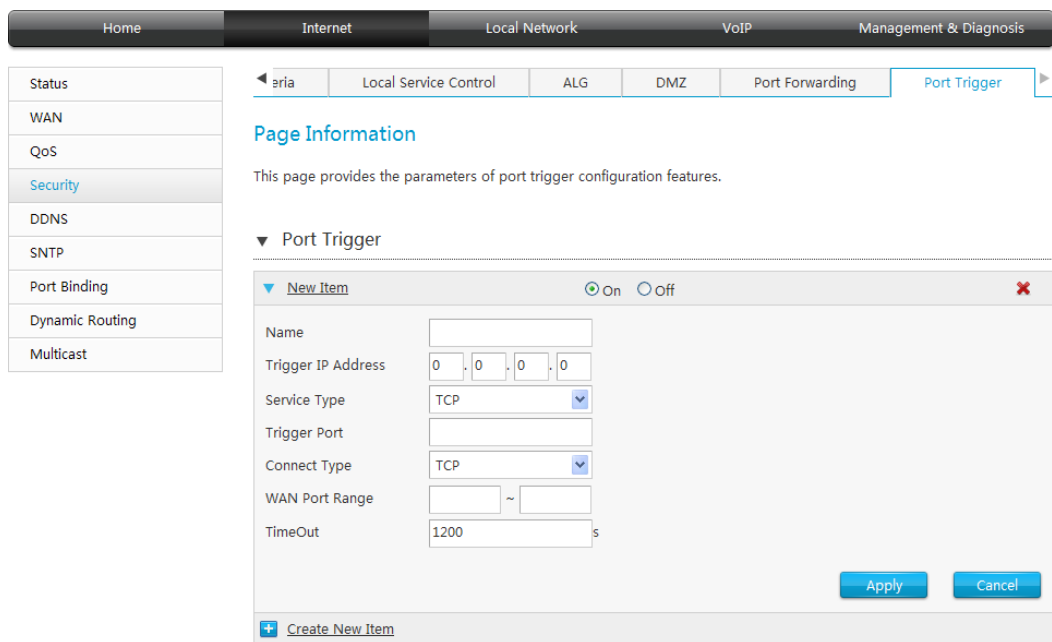 Home Internet Local Network VoIP Management & Diagnosis
Status
WAN
QoS
Security
DDNS
SNTP
Port Binding
Dynamic Routing
Multicast
eria Local Service Control ALG DMZ Port Forwarding Port Trigger
Page Information
This page provides the parameters of port trigger configuration features.
Port Trigger
New Item On Off
Name
Trigger IP Address 0 . 0 . 0 . 0
Service Type TCP
Trigger Port
Connect Type TCP
WAN Port Range ~
TimeOut 1200 s
Apply Cancel
Create New Item